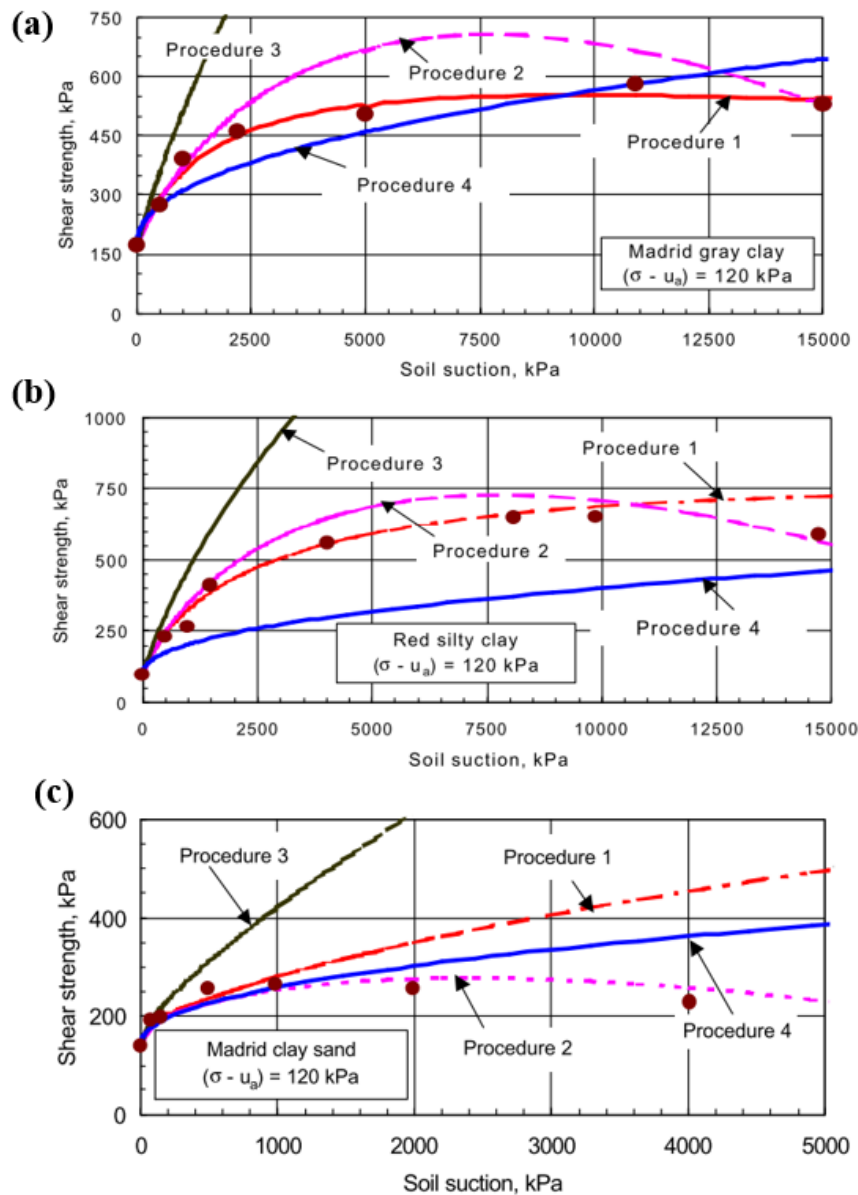 (a)
750
600
450
300
150
0
Shear strength, kPa
Procedure 3
Procedure 2
Procedure 1
Procedure 4
Madrid gray clay
(σ - uₐ) = 120 kPa
0 2500 5000 7500 10000 12500 15000
Soil suction, kPa
(b)
1000
750
500
250
0
Shear strength, kPa
Procedure 1
Procedure 3
Procedure 2
Procedure 4
Red silty clay
(σ - uₐ) = 120 kPa
0 2500 5000 7500 10000 12500 15000
Soil suction, kPa
(c)
600
400
200
0
Shear strength, kPa
Procedure 3
Procedure 1
Procedure 2
Procedure 4
Madrid clay sand
(σ - uₐ) = 120 kPa
0 1000 2000 3000 4000 5000
Soil suction, kPa